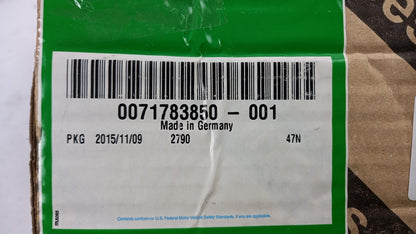 0071783850 - 001
Made in Germany
PKG 2015/11/09 2790 47N
Contents conform to U.S. Federal Motor Vehicle Safety Standards, if any are applicable.